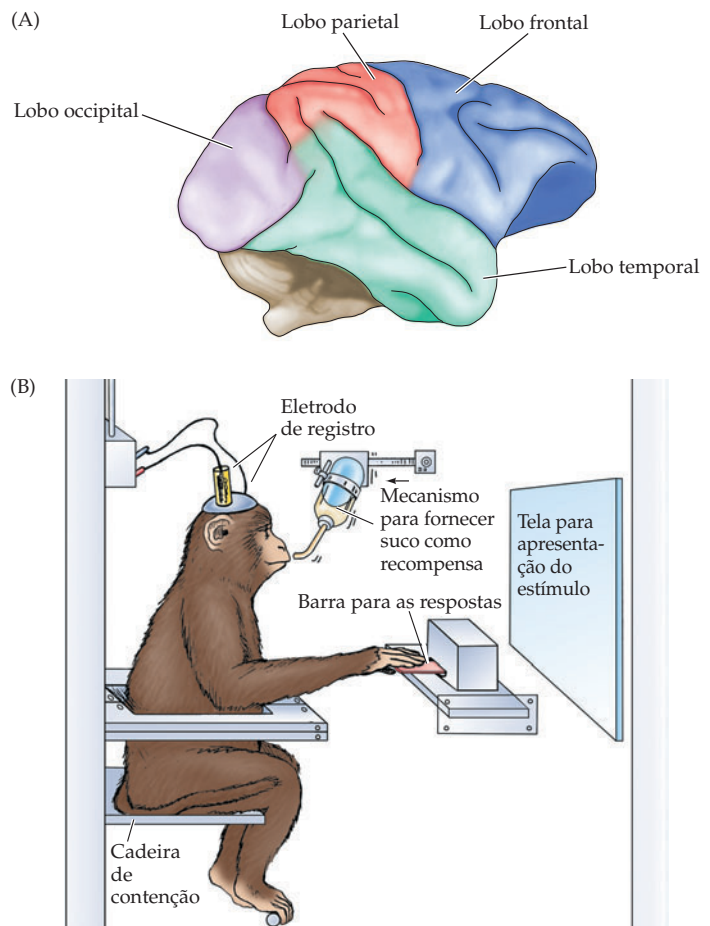 (A)
Lobo parietal
Lobo frontal
Lobo occipital
Lobo temporal
(B)
Eletrodo
de registro
Mecanismo
para fornecer
suco como
recompensa
Tela para
apresenta-
ção do
estímulo
Barra para as respostas
Cadeira
de
contenção